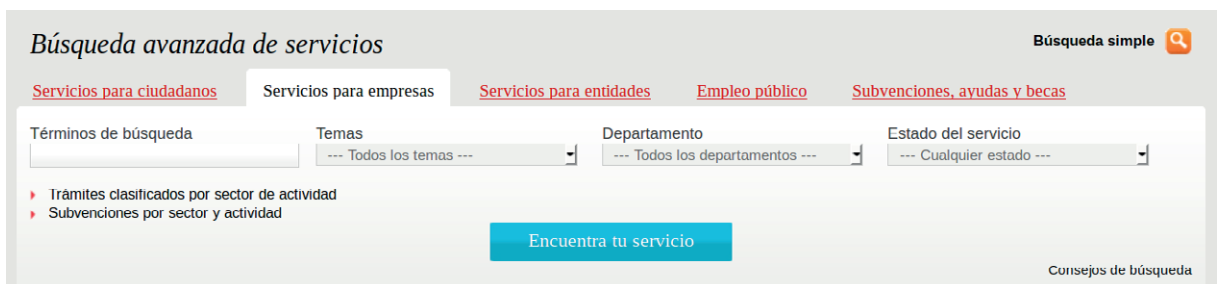 Búsqueda avanzada de servicios
Búsqueda simple
Servicios para ciudadanos Servicios para empresas Servicios para entidades Empleo público Subvenciones, ayudas y becas
Términos de búsqueda Temas Departamento Estado del servicio
--- Todos los temas --- --- Todos los departamentos --- --- Cualquier estado ---
Trámites clasificados por sector de actividad
Subvenciones por sector y actividad
Encuentra tu servicio
Consejos de búsqueda